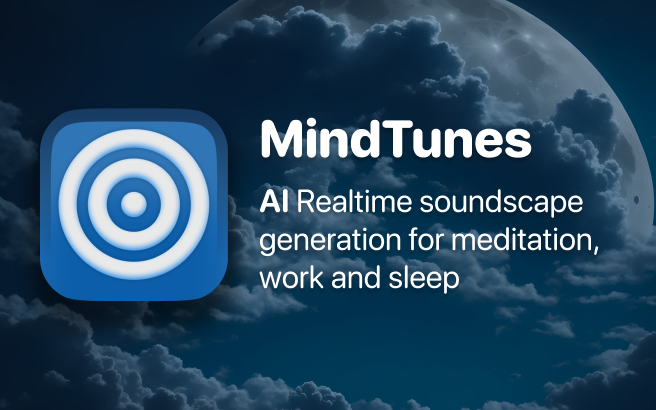 MindTunes
AI Realtime soundscape
generation for meditation,
work and sleep